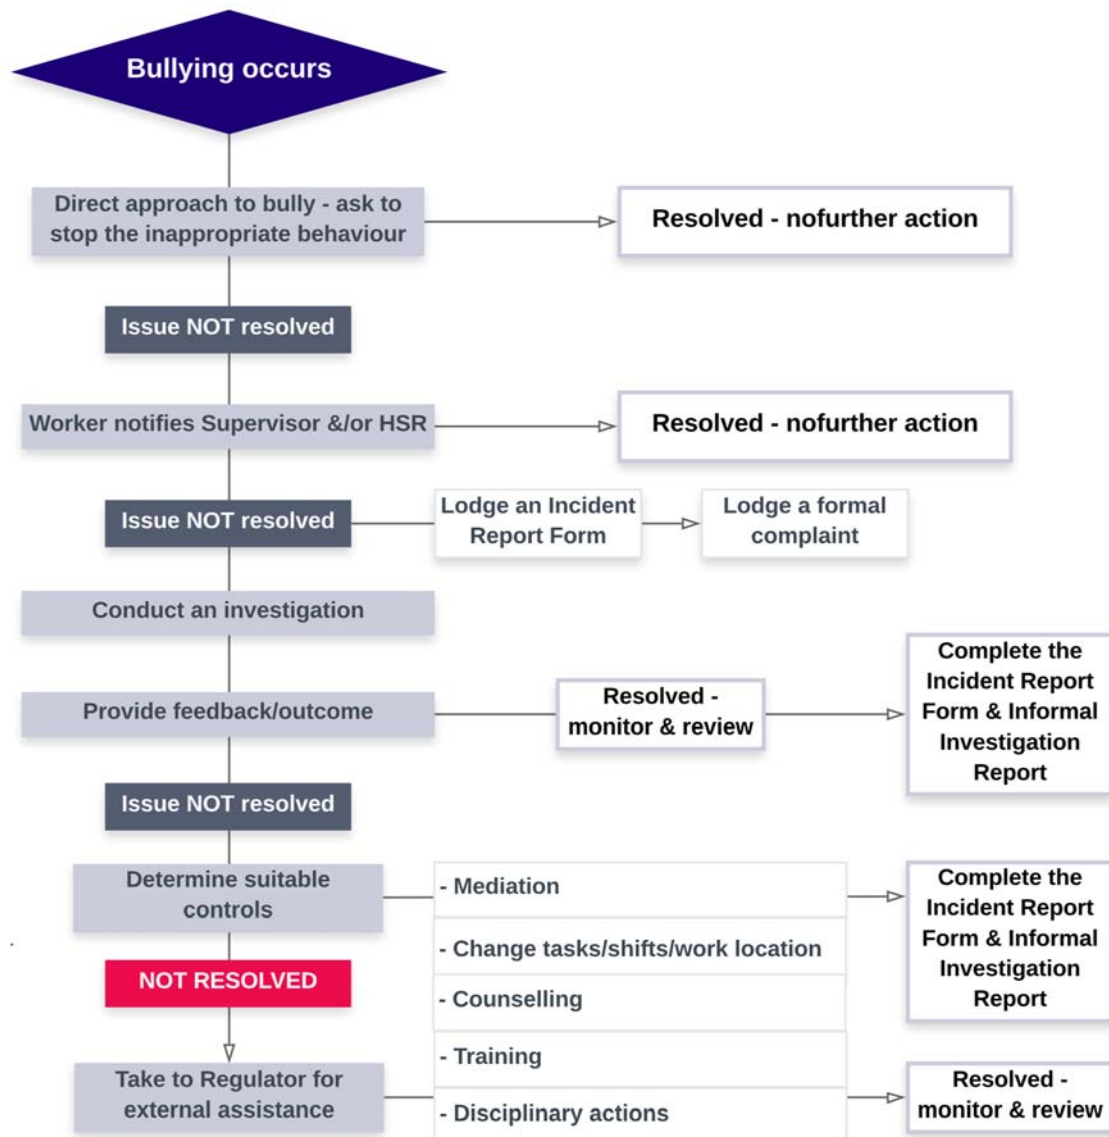 Bullying occurs
Direct approach to bully - ask to
stop the inappropriate behaviour
Resolved - nofurther action
Issue NOT resolved
Worker notifies Supervisor &/or HSR
Resolved - nofurther action
Issue NOT resolved
Lodge an Incident
Report Form
Lodge a formal
complaint
Conduct an investigation
Provide feedback/outcome
Resolved -
monitor & review
Complete the
Incident Report
Form & Informal
Investigation
Report
Issue NOT resolved
Determine suitable
controls
- Mediation
- Change tasks/shifts/work location
- Counselling
- Training
- Disciplinary actions
Complete the
Incident Report
Form & Informal
Investigation
Report
NOT RESOLVED
Take to Regulator for
external assistance
Resolved -
monitor & review